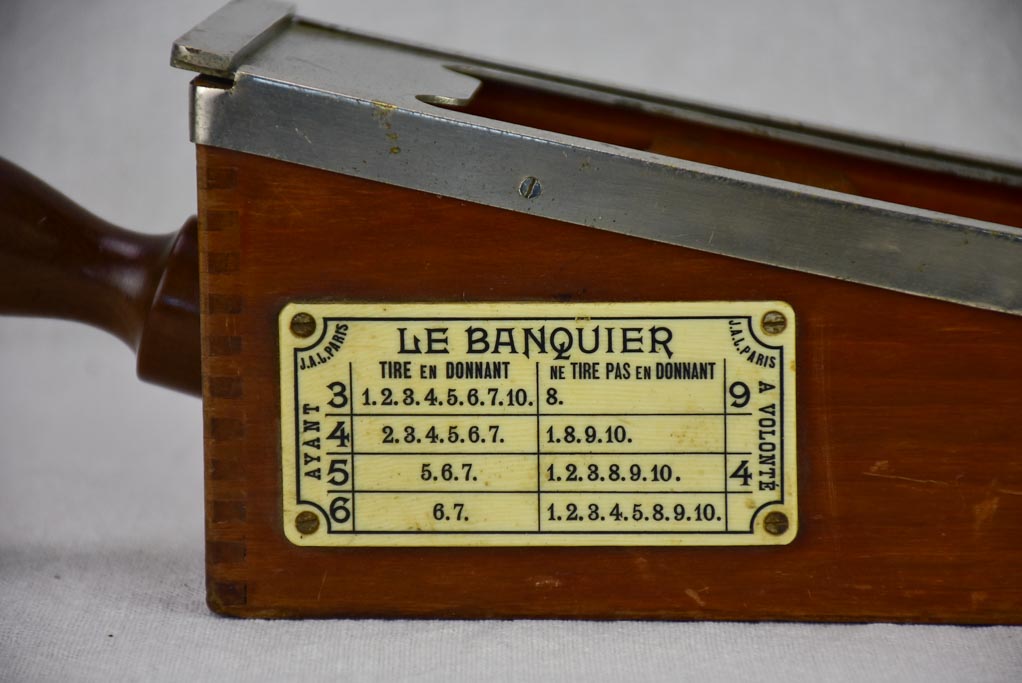 J.A.L. PARIS
LE BANQUIER
J.A.L. PARIS
AYANT
TIRE EN DONNANT
NE TIRE PAS EN DONNANT
A VOLONTÉ
3 1.2.3.4.5.6.7.10. 8. 9
4 2.3.4.5.6.7. 1.8.9.10.
5 5.6.7. 1.2.3.8.9.10. 4
6 6.7. 1.2.3.4.5.8.9.10.